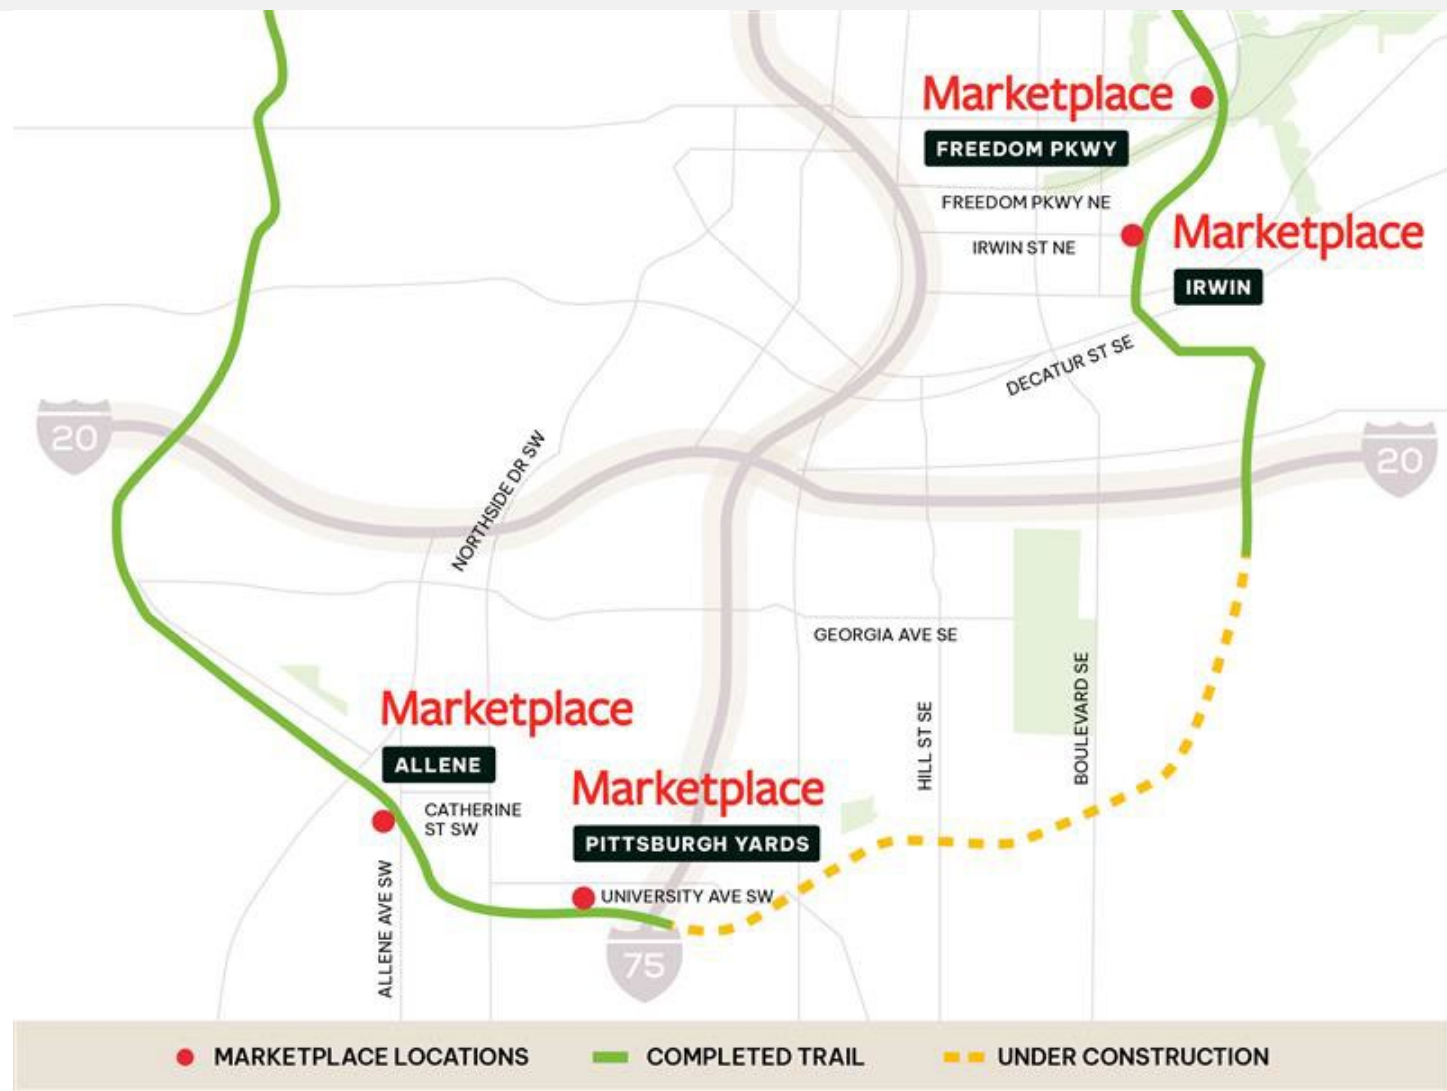 Marketplace
FREEDOM PKWY
FREEDOM PKWY NE
IRWIN ST NE
Marketplace
IRWIN
DECATUR ST SE
20
20
NORTHSIDE DR SW
GEORGIA AVE SE
HILL ST SE
BOULEVARD SE
Marketplace
ALLENE
CATHERINE
ST SW
ALLENE AVE SW
Marketplace
PITTSBURGH YARDS
UNIVERSITY AVE SW
75
MARKETPLACE LOCATIONS
COMPLETED TRAIL
UNDER CONSTRUCTION